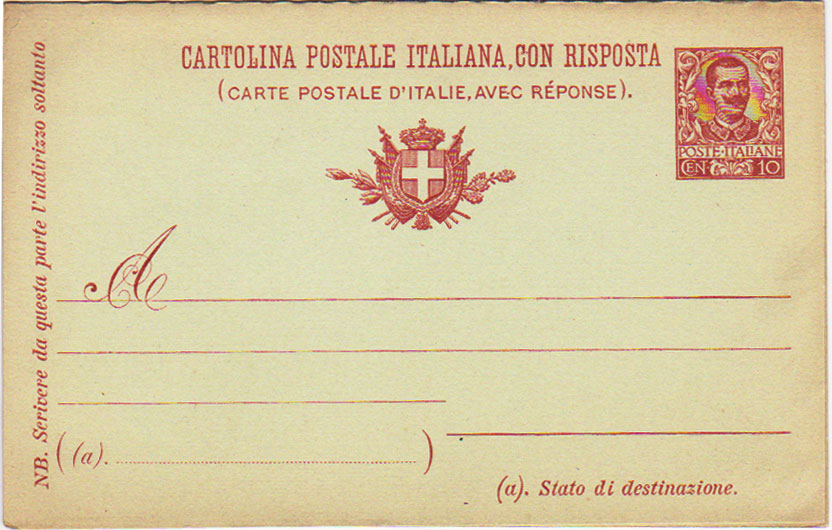 CARTOLINA POSTALE ITALIANA, CON RISPOSTA
(CARTE POSTALE D'ITALIE, AVEC RÉPONSE).
POSTE·ITALIANE
CEN· 10
A
(a).
(a). Stato di destinazione.
NB. Scrivere da questa parte l'indirizzo soltanto